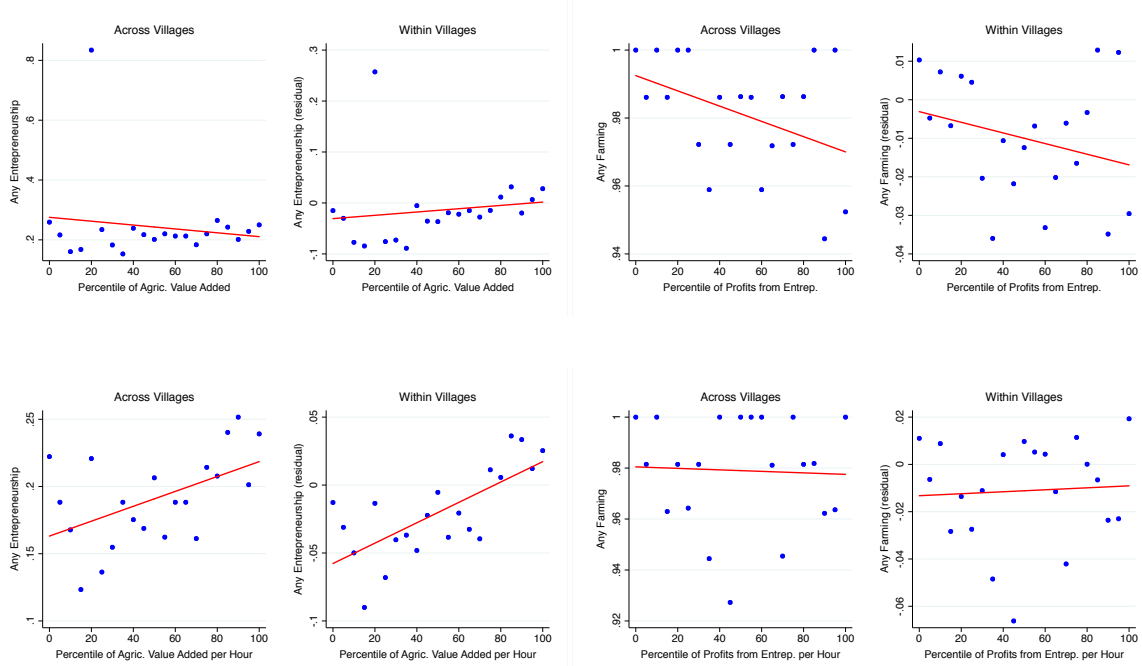 Across Villages
Any Entrepreneurship
.2 .4 .6 .8
0 20 40 60 80 100
Percentile of Agric. Value Added
Within Villages
Any Entrepreneurship (residual)
-.1 0 .1 .2 .3
0 20 40 60 80 100
Percentile of Agric. Value Added
Across Villages
Any Farming
.94 .96 .98 1
0 20 40 60 80 100
Percentile of Profits from Entrep.
Within Villages
Any Farming (residual)
-.04 -.03 -.02 -.01 0 .01
0 20 40 60 80 100
Percentile of Profits from Entrep.
Across Villages
Any Entrepreneurship
.1 .15 .2 .25
0 20 40 60 80 100
Percentile of Agric. Value Added per Hour
Within Villages
Any Entrepreneurship (residual)
-.1 -.05 0 .05
0 20 40 60 80 100
Percentile of Agric. Value Added per Hour
Across Villages
Any Farming
.92 .94 .96 .98 1
0 20 40 60 80 100
Percentile of Profits from Entrep. per Hour
Within Villages
Any Farming (residual)
-.06 -.04 -.02 0 .02
0 20 40 60 80 100
Percentile of Profits from Entrep. per Hour